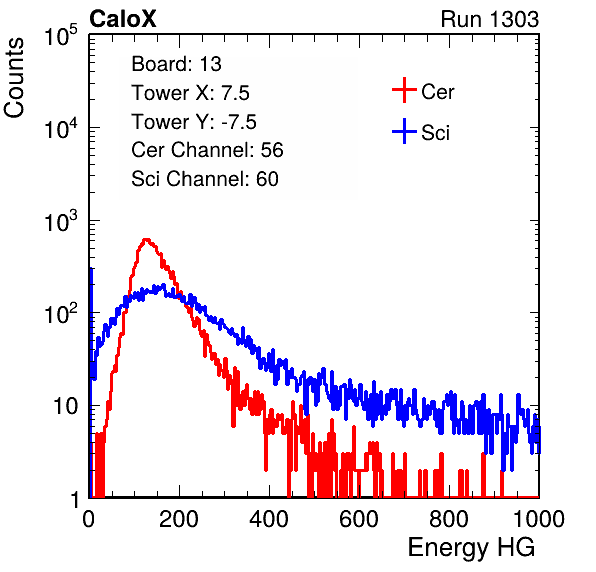 CaloX Run 1303
Counts
Board: 13
Tower X: 7.5
Tower Y: -7.5
Cer Channel: 56
Sci Channel: 60
Cer
Sci
10^5
10^4
10^3
10^2
10
1
0 200 400 600 800 1000
Energy HG